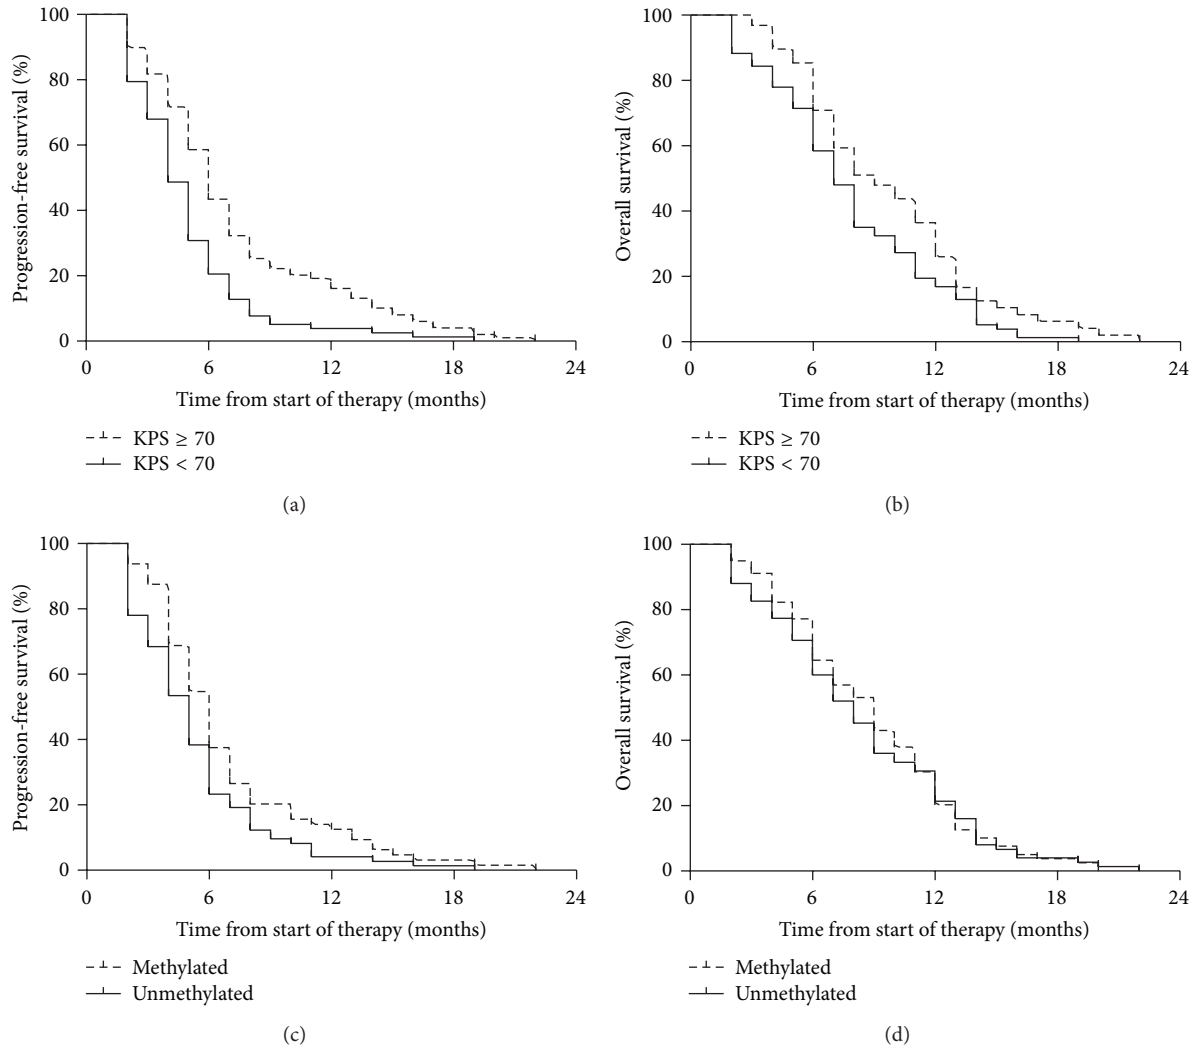 100
80
60
40
20
0
Progression-free survival (%)
0 6 12 18 24
Time from start of therapy (months)
KPS ≥ 70
KPS < 70
(a)
100
80
60
40
20
0
Overall survival (%)
0 6 12 18 24
Time from start of therapy (months)
KPS ≥ 70
KPS < 70
(b)
100
80
60
40
20
0
Progression-free survival (%)
0 6 12 18 24
Time from start of therapy (months)
Methylated
Unmethylated
(c)
100
80
60
40
20
0
Overall survival (%)
0 6 12 18 24
Time from start of therapy (months)
Methylated
Unmethylated
(d)